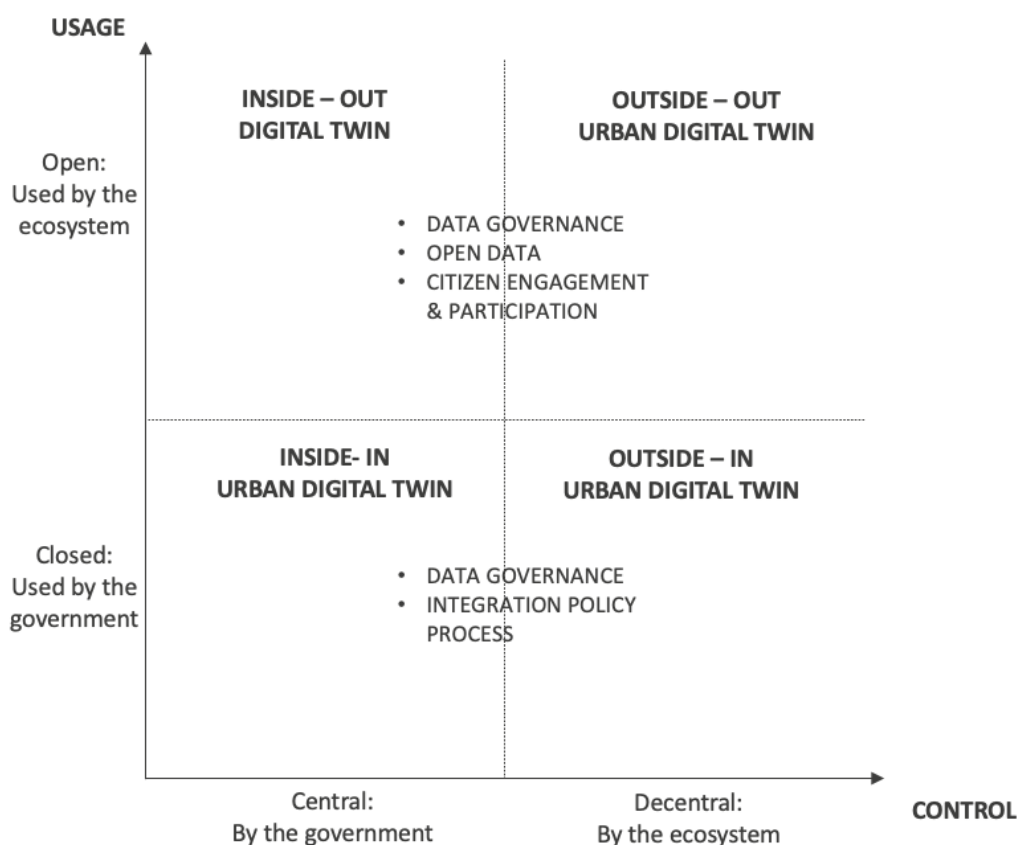 USAGE
INSIDE – OUT
DIGITAL TWIN
OUTSIDE – OUT
URBAN DIGITAL TWIN
Open:
Used by the
ecosystem
• DATA GOVERNANCE
• OPEN DATA
• CITIZEN ENGAGEMENT
& PARTICIPATION
INSIDE- IN
URBAN DIGITAL TWIN
OUTSIDE – IN
URBAN DIGITAL TWIN
Closed:
Used by the
government
• DATA GOVERNANCE
• INTEGRATION POLICY
PROCESS
Central:
By the government
Decentral:
By the ecosystem
CONTROL